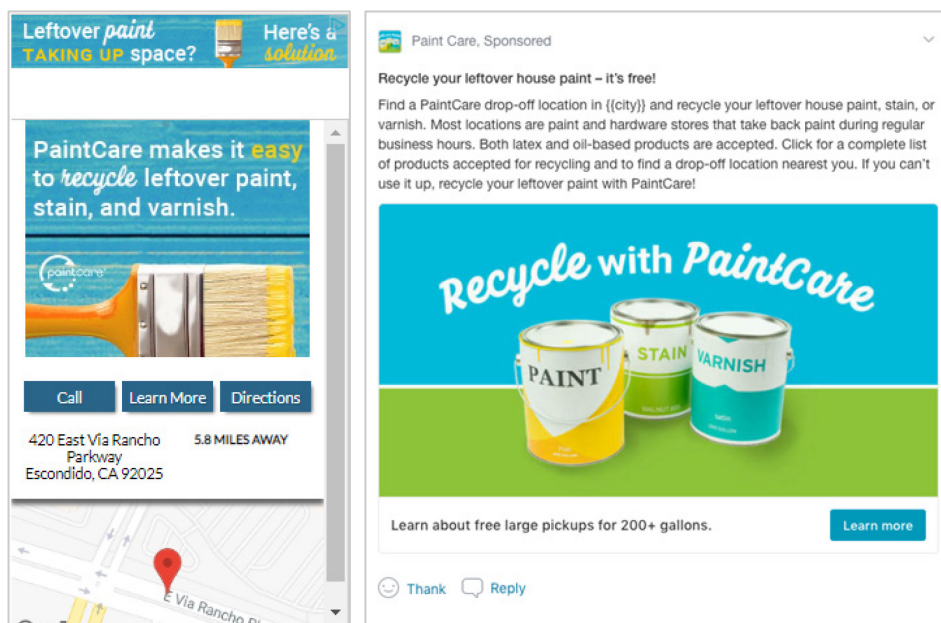 Leftover paint
TAKING UP space?
Here's a
solution
PaintCare makes it easy
to recycle leftover paint,
stain, and varnish.
paintcare
Call
Learn More
Directions
420 East Via Rancho
Parkway
Escondido, CA 92025
5.8 MILES AWAY
E Via Rancho
Paint Care, Sponsored
Recycle your leftover house paint – it's free!
Find a PaintCare drop-off location in {{city}} and recycle your leftover house paint, stain, or
varnish. Most locations are paint and hardware stores that take back paint during regular
business hours. Both latex and oil-based products are accepted. Click for a complete list
of products accepted for recycling and to find a drop-off location nearest you. If you can't
use it up, recycle your leftover paint with PaintCare!
Recycle with PaintCare
PAINT
STAIN
VARNISH
Learn about free large pickups for 200+ gallons.
Learn more
Thank
Reply